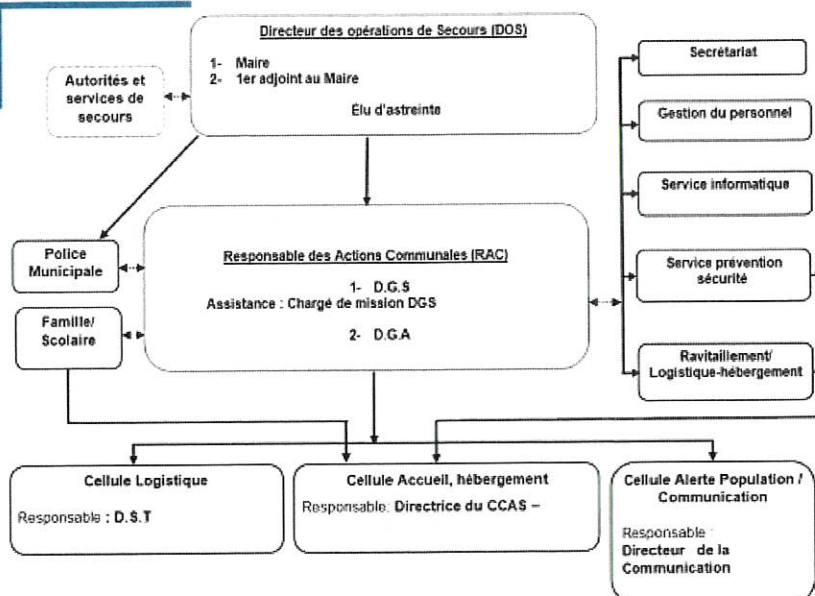 Directeur des opérations de Secours (DOS)
1- Maire
2- 1er adjoint au Maire
Élu d'astreinte
Autorités et
services de
secours
Secrétariat
Gestion du personnel
Service informatique
Service prévention
sécurité
Ravitaillement/
Logistique-hébergement
Police
Municipale
Famille/
Scolaire
Responsable des Actions Communales (RAC)
1- D.G.S
Assistance : Chargé de mission DGS
2- D.G.A
Cellule Logistique
Responsable : D.S.T
Cellule Accueil, hébergement
Responsable: Directrice du CCAS –
Cellule Alerte Population /
Communication
Responsable :
Directeur de la
Communication